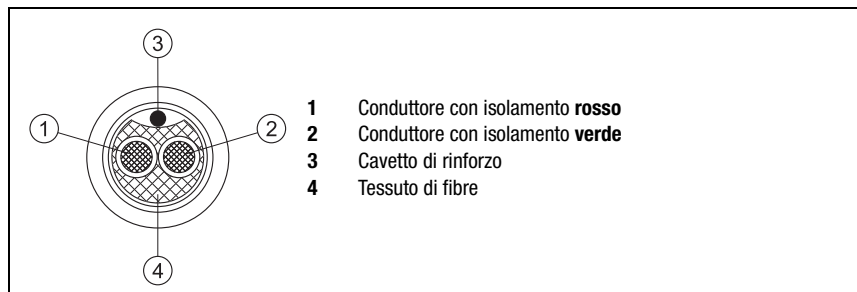 3
1
2
4
1 Conduttore con isolamento rosso
2 Conduttore con isolamento verde
3 Cavetto di rinforzo
4 Tessuto di fibre